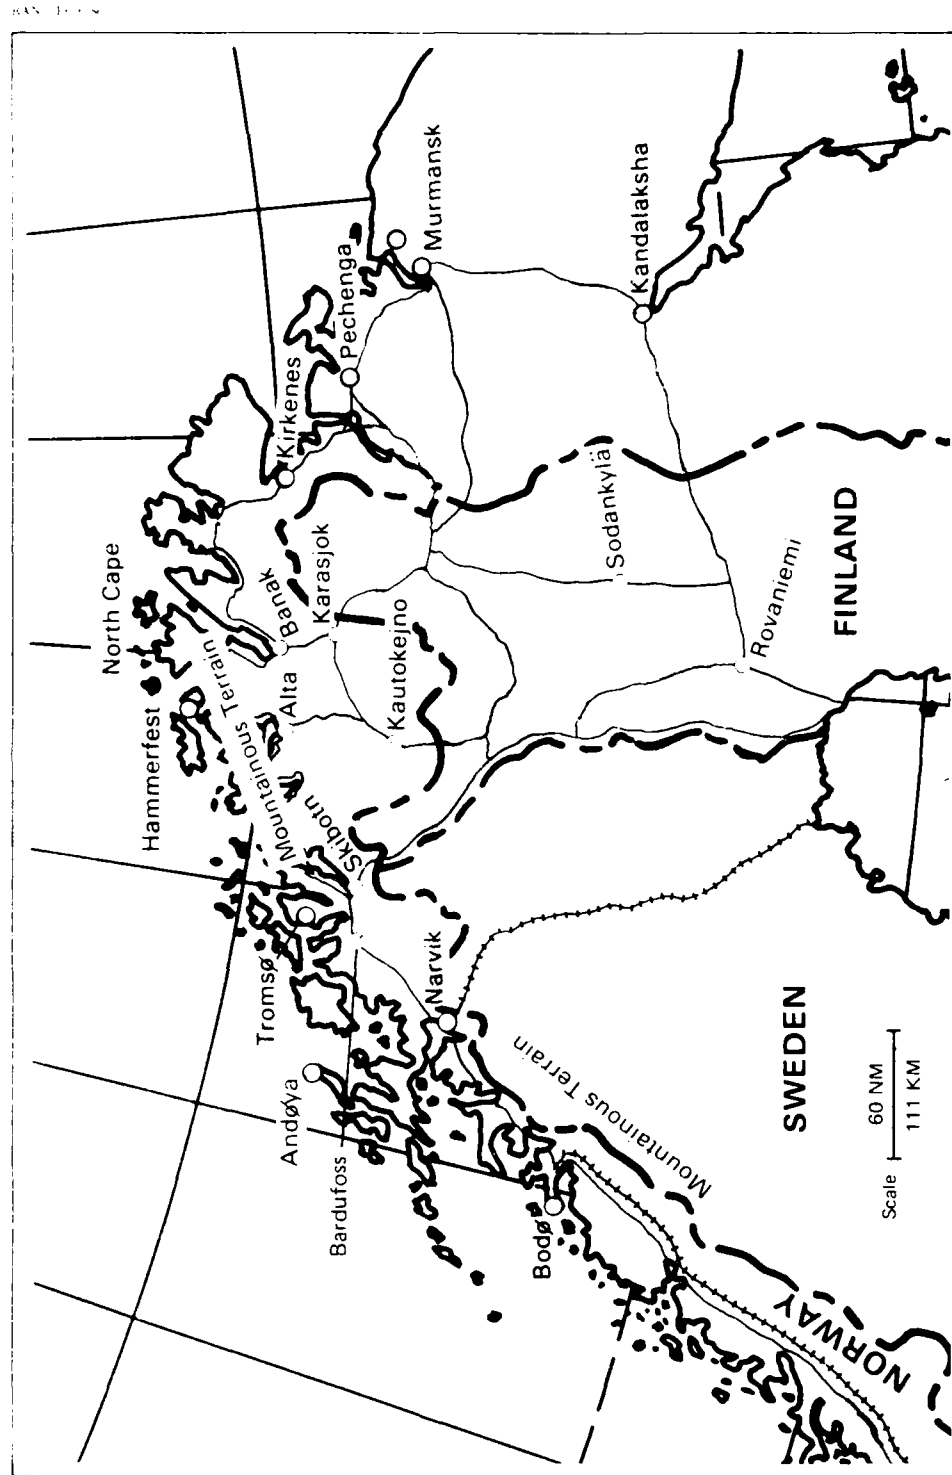 North Cape
Hammerfest
Mountainous Terrain
Banak
Karasjok
Kirkenes
Pechenga
Murmansk
Alta
Kautokejno
Skibotn
Tromsø
Andøya
Bardufoss
Narvik
Bodø
Mountainous Terrain
Kandalaksha
Sodankylä
Rovaniemi
FINLAND
SWEDEN
NORWAY
Scale
60 NM
111 KM